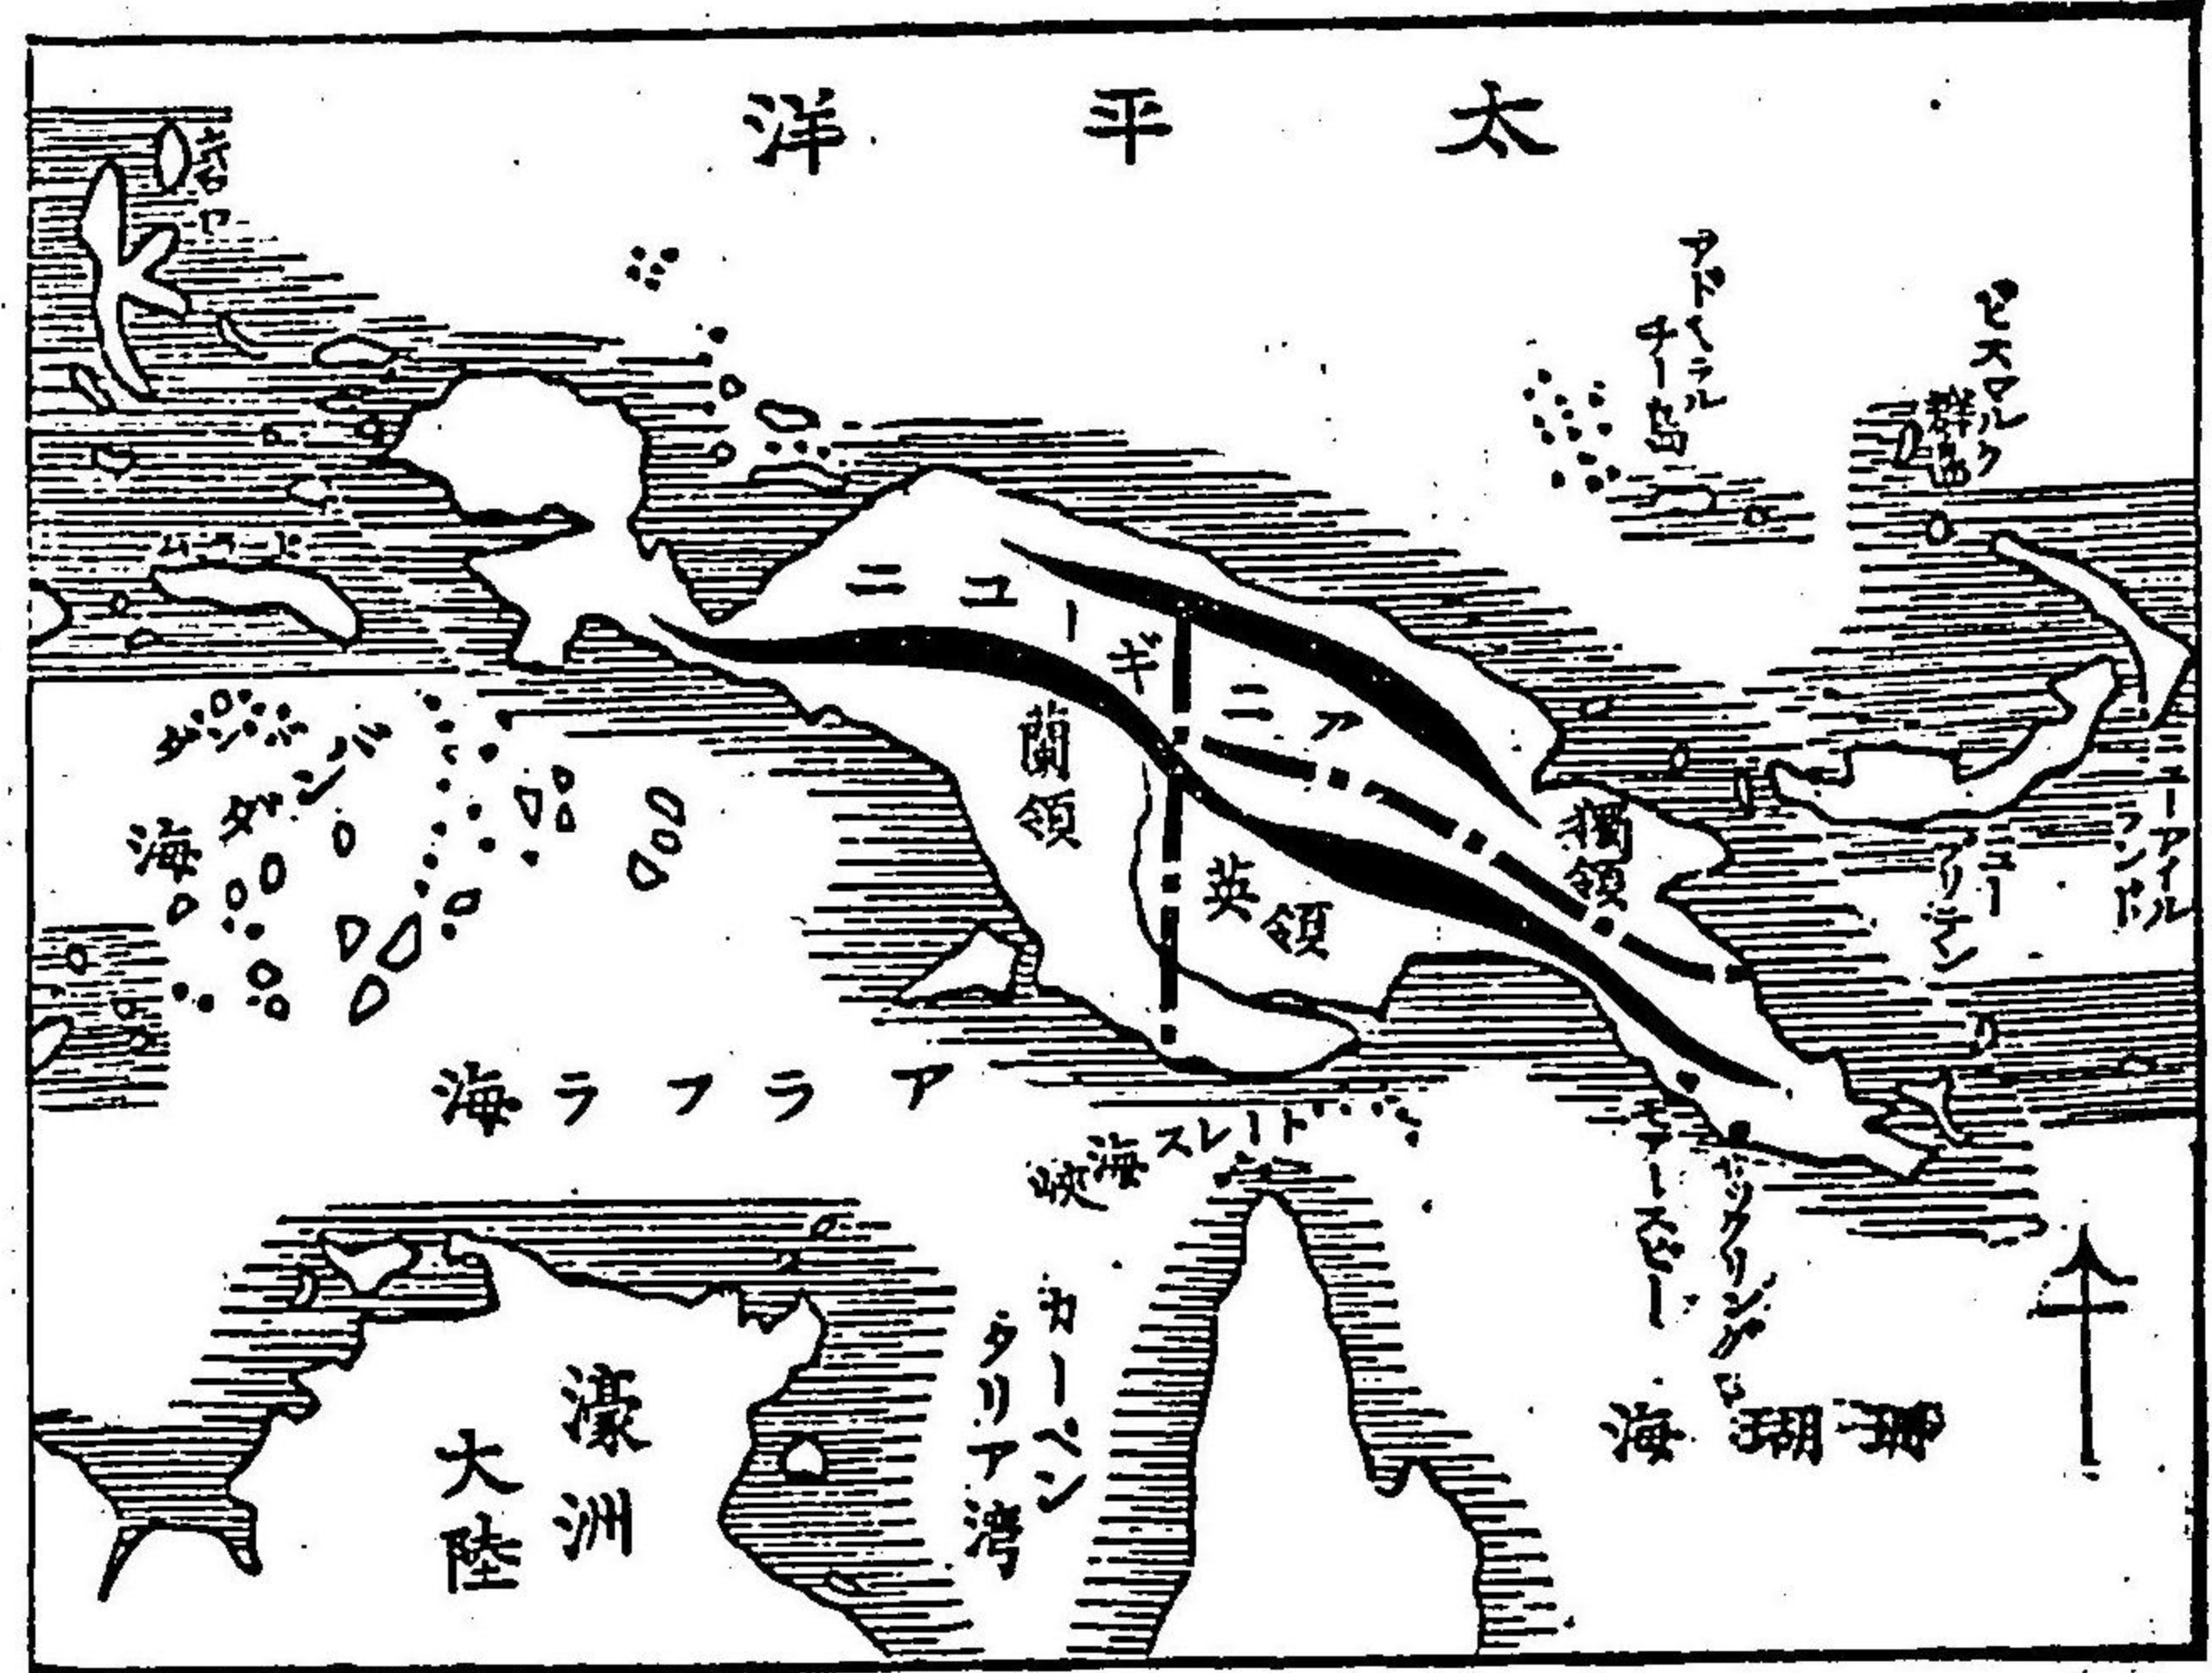 太平洋
アドミラル
チー島
ビスマルク
群島
ニューギニア
蘭領
獨領
英領
バンダ海
アラフラ海
トレース海峡
ニューアイル
ランド
ニューブリテン
モアースビー
カーペン
タリア湾
濠洲
大陸
珊瑚海